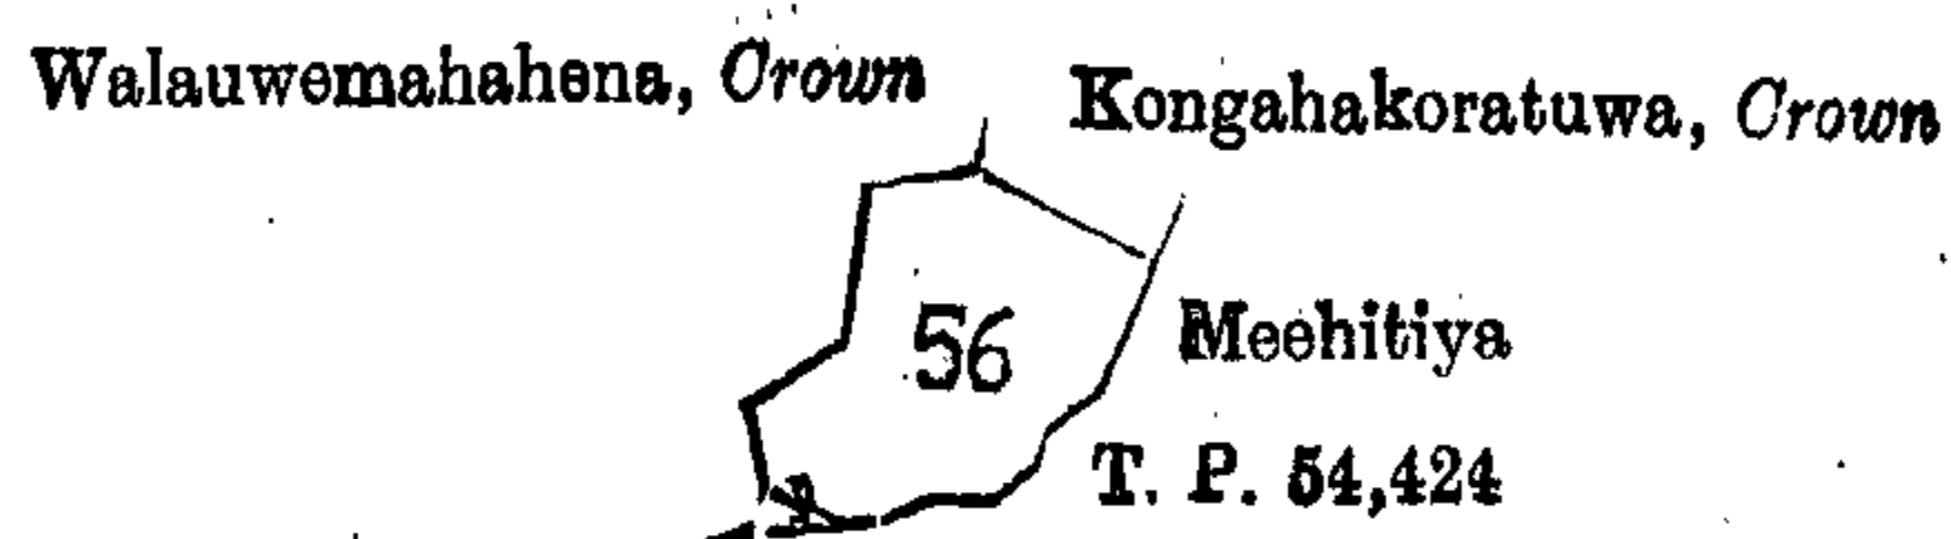 Walauwemahahena, Crown
Kongahakoratuwa, Crown
56
Meehitiya
T. P. 54,424